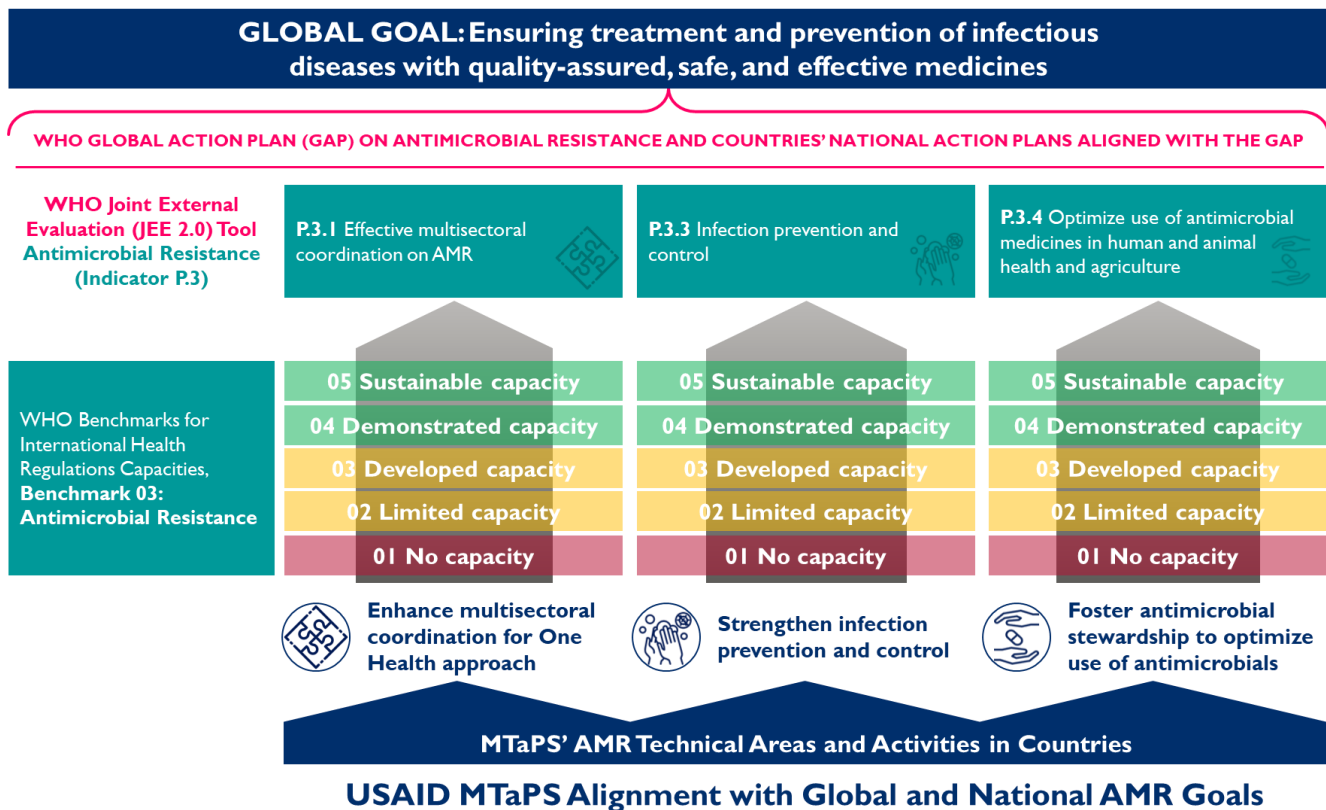 GLOBAL GOAL: Ensuring treatment and prevention of infectious
diseases with quality-assured, safe, and effective medicines
WHO GLOBAL ACTION PLAN (GAP) ON ANTIMICROBIAL RESISTANCE AND COUNTRIES' NATIONAL ACTION PLANS ALIGNED WITH THE GAP
WHO Joint External
Evaluation (JEE 2.0) Tool
Antimicrobial Resistance
(Indicator P.3)
P.3.1 Effective multisectoral
coordination on AMR
P.3.3 Infection prevention and
control
P.3.4 Optimize use of antimicrobial
medicines in human and animal
health and agriculture
WHO Benchmarks for
International Health
Regulations Capacities,
Benchmark 03:
Antimicrobial Resistance
05 Sustainable capacity
04 Demonstrated capacity
03 Developed capacity
02 Limited capacity
01 No capacity
05 Sustainable capacity
04 Demonstrated capacity
03 Developed capacity
02 Limited capacity
01 No capacity
05 Sustainable capacity
04 Demonstrated capacity
03 Developed capacity
02 Limited capacity
01 No capacity
Enhance multisectoral
coordination for One
Health approach
Strengthen infection
prevention and control
Foster antimicrobial
stewardship to optimize
use of antimicrobials
MTaPS' AMR Technical Areas and Activities in Countries
USAID MTaPS Alignment with Global and National AMR Goals